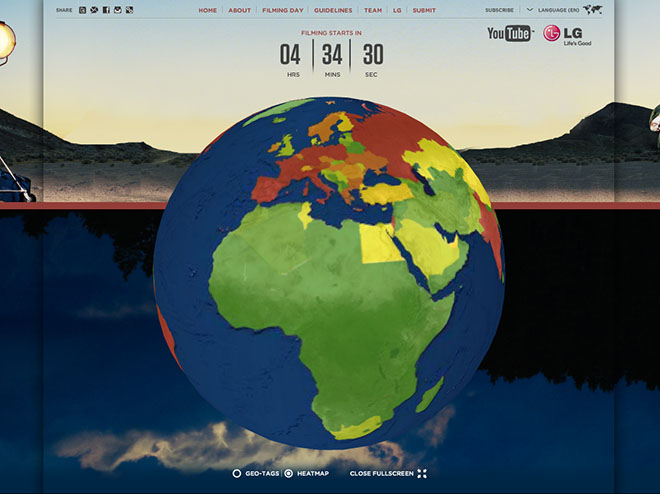 SHARE HOME ABOUT FILMING DAY GUIDELINES TEAM LG SUBMIT SUBSCRIBE LANGUAGE (EN)
FILMING STARTS IN
04 34 30
HRS MINS SEC
YouTube LG
Life's Good
GEO-TAGS HEATMAP CLOSE FULLSCREEN